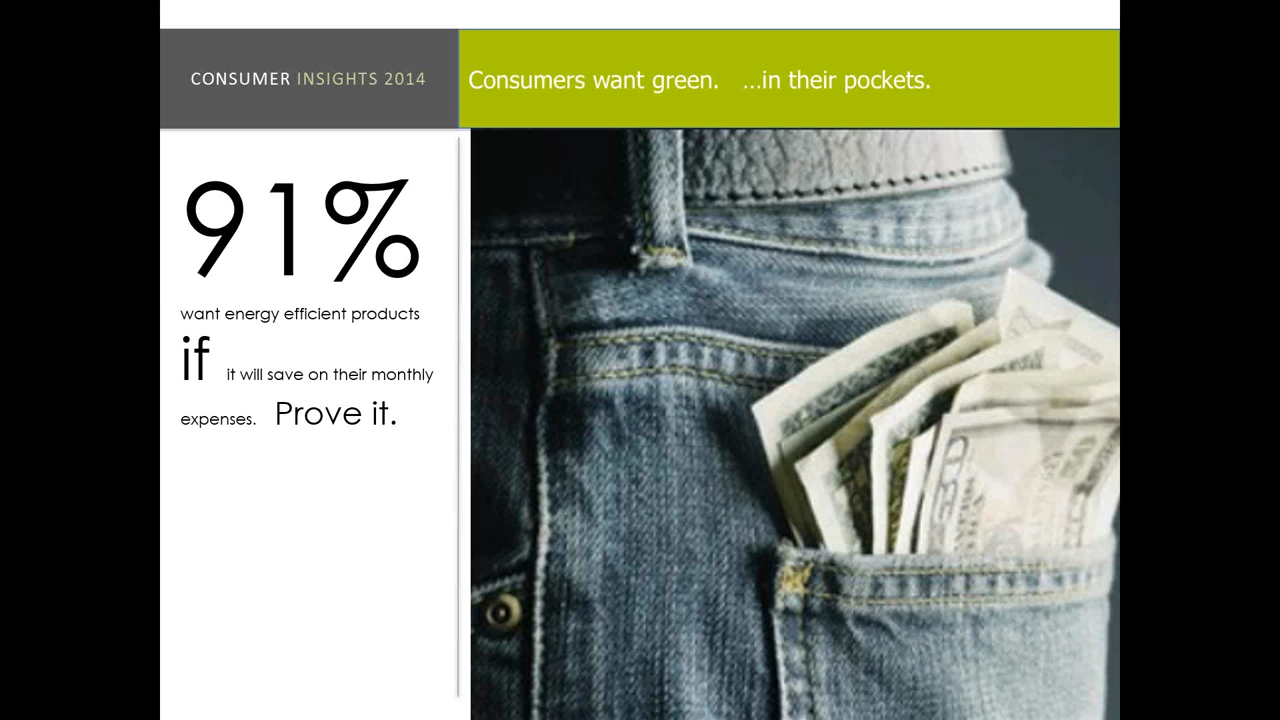 CONSUMER INSIGHTS 2014
Consumers want green. ...in their pockets.
91%
want energy efficient products
if it will save on their monthly
expenses. Prove it.